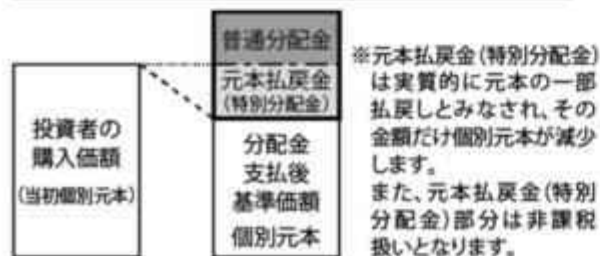 投資者の
購入価額
(当初個別元本)
普通分配金
元本払戻金
(特別分配金)
分配金
支払後
基準価額
個別元本
※元本払戻金(特別分配金)
は実質的に元本の一部
払戻しとみなされ、その
金額だけ個別元本が減少
します。
また、元本払戻金(特別
分配金)部分は非課税
扱いとなります。